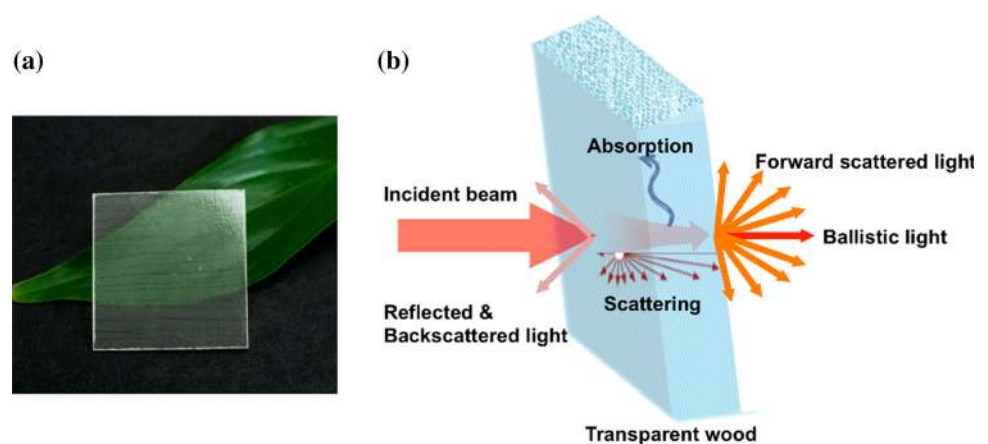 (a)
(b)
Absorption
Forward scattered light
Incident beam
Ballistic light
Scattering
Reflected &
Backscattered light
Transparent wood